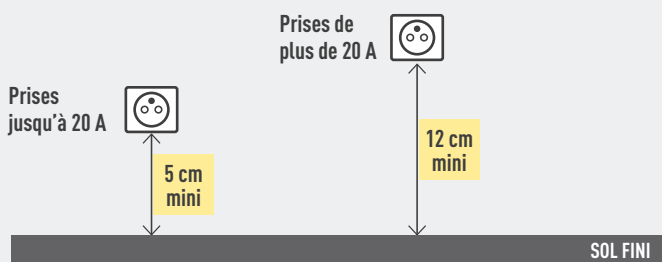 Prises de
plus de 20 A
Prises
jusqu'à 20 A
12 cm
mini
5 cm
mini
SOL FINI